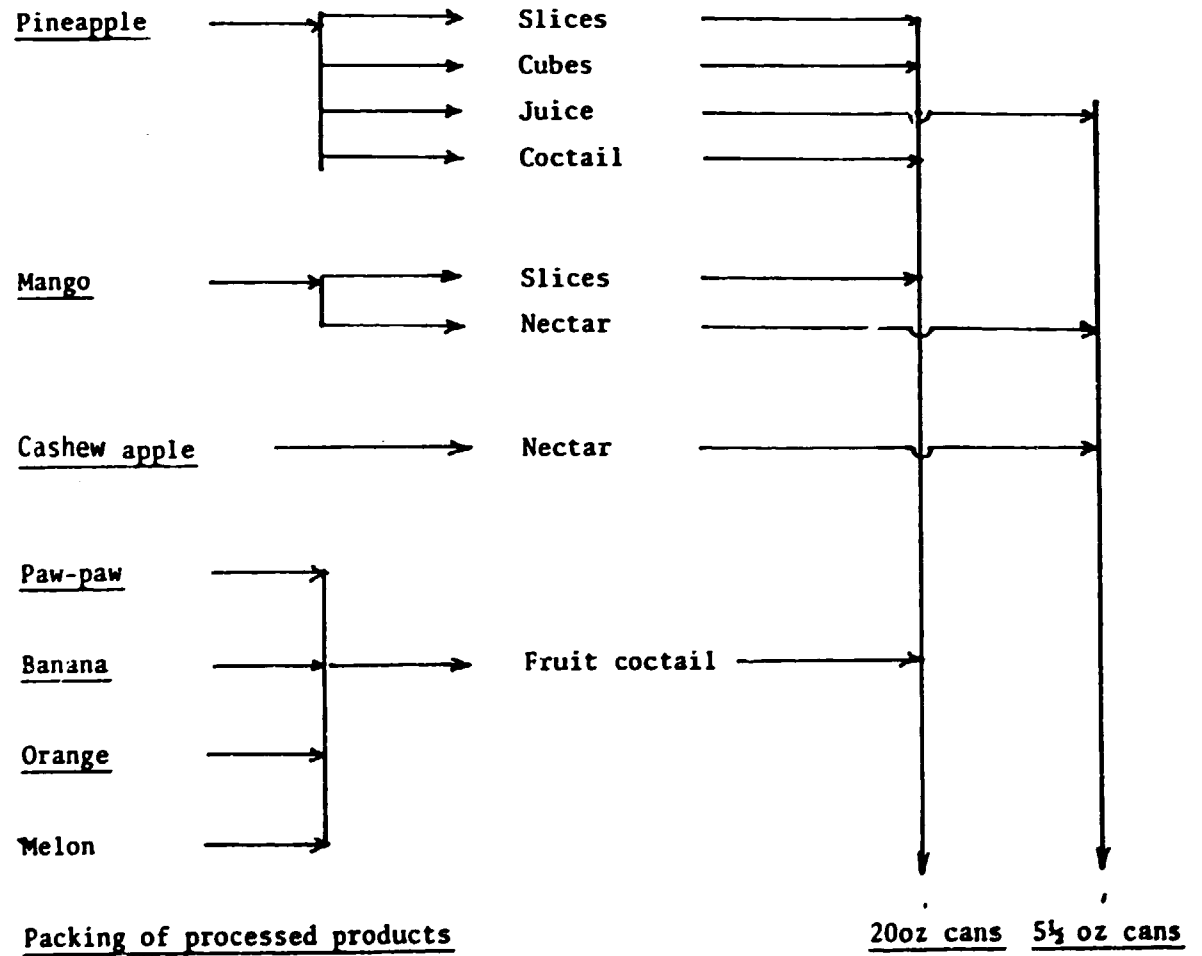 Pineapple Slices
Cubes
Juice
Coctail
Mango Slices
Nectar
Cashew apple Nectar
Paw-paw
Banana Fruit coctail
Orange
Melon
Packing of processed products 20oz cans 5½ oz cans